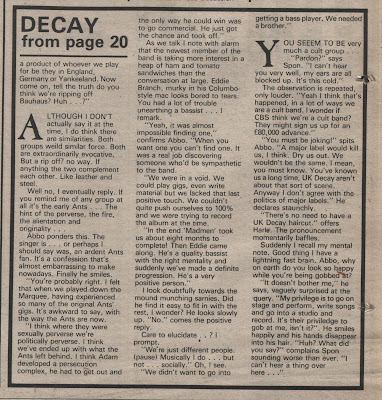 DECAY
from page 20
a product of whoever we play
for be they in England,
Germany or Yankeeland. Now
come on, tell the truth do you
think we're ripping off
Bauhaus? Huh . . .?"
ALTHOUGH I DON'T
actually say it at the
time, I do think there
are similarities. Both
groups weild similar force. Both
are extraordinarily evocative.
But a rip off? no way. If
anything the two complement
each other. Like leather and
steel.
Well no, I eventually reply. If
you remind me of any group at
all it's the early Ants . . . The
hint of the perverse, the fire,
the alientation and
originality . . .
Abbo ponders this. The
singer is . . . or perhaps I
should say was, an ardent Ants
fan. It's a confession that's
almost embarrassing to make
nowadays. Finally he smiles.
"You're probably right. I felt
that when we played down the
Marquee, having experienced
so many of the original Ants'
gigs. It's awkward to say, with
the way the Ants are now.
"I think where they were
sexually perverse we're
politically perverse. I think
we've ended up with what the
Ants left behind. I think Adam
developed a persecution
complex, he had to get out and
the only way he could win was
to go commercial. He just got
the chance and took off."
As we talk I note with alarm
that the newest member of the
band is taking more interest in a
heap of ham and tomato
sandwiches than the
conversation at large. Eddie
Branch, murky in his Columbo-
style mac looks bored to tears.
You had a lot of trouble
unearthing a bassist . . . I
remark.
"Yeah, it was almost
impossible finding one,"
confirms Abbo. "When you
want one you can't find one. It
was a real job discovering
someone who'd be sympathetic
to the band.
"We were in a void. We
could play gigs, even write
material but we lacked that last
positive touch. We couldn't
quite push ourselves to 100%
and we were trying to record
the album at the time.
"In the end 'Madmen' took
us about eight months to
complete! Than Eddie came
along. He's a quality bassist
with the right mentality and
suddenly we've made a definite
progression. He's a very
positive person."
I look doubtfully towards the
mound munching sarnies. Did
he find it easy to fit in with the
rest, I wonder? He looks slowly
up. "No." comes the positive
reply.
Care to elucidate . . ? I
prompt.
"We're just different people.
(pause) Musically I do . . . but
not . . . socially." Oh, I see.
"We didn't want to go into
getting a bass player. We needed
a brother."
YOU SEEEM TO BE very
much a cult group . . .
"Pardon?" says
Spon. "I can't hear
you very well, my ears are all
blocked up. It's this cold."
The observation is repeated,
only louder. "Yeah I think that's
happened, in a lot of ways we
are a cult band. I wonder if
CBS think we're a cult band?
They might sign us up for an
£80,000 advance."
"You must be joking!" spits
Abbo, "A major label would kill
us, I think. Dry us out. We
wouldn't be the same. I mean,
you must know. You've known
us a long time, UK Decay aren't
about that sort of scene.
Anyway I don't agree with the
politics of major labels." He
declares staunchly.
"There's no need to have a
UK Decay haircut." offers
Herle. The pronouncement
momentarily baffles.
Suddenly I recall my mental
note. Good thing I have a
lightning fast brain. Abbo, why
on earth do you look so happy
while you're being gobbed at?
"It doesn't bother me," he
says, vaguely surprised at the
query. "My privilige is to go on
stage and perform, write songs
and go into a studio and
record. It's their priviledge to
gob at me, isn't it?". He smiles
happily and his hands disappear
into his hair. "Huh? What did
you say?" complains Spon
sounding worse than ever. "I
can't hear a thing over
here . . ."